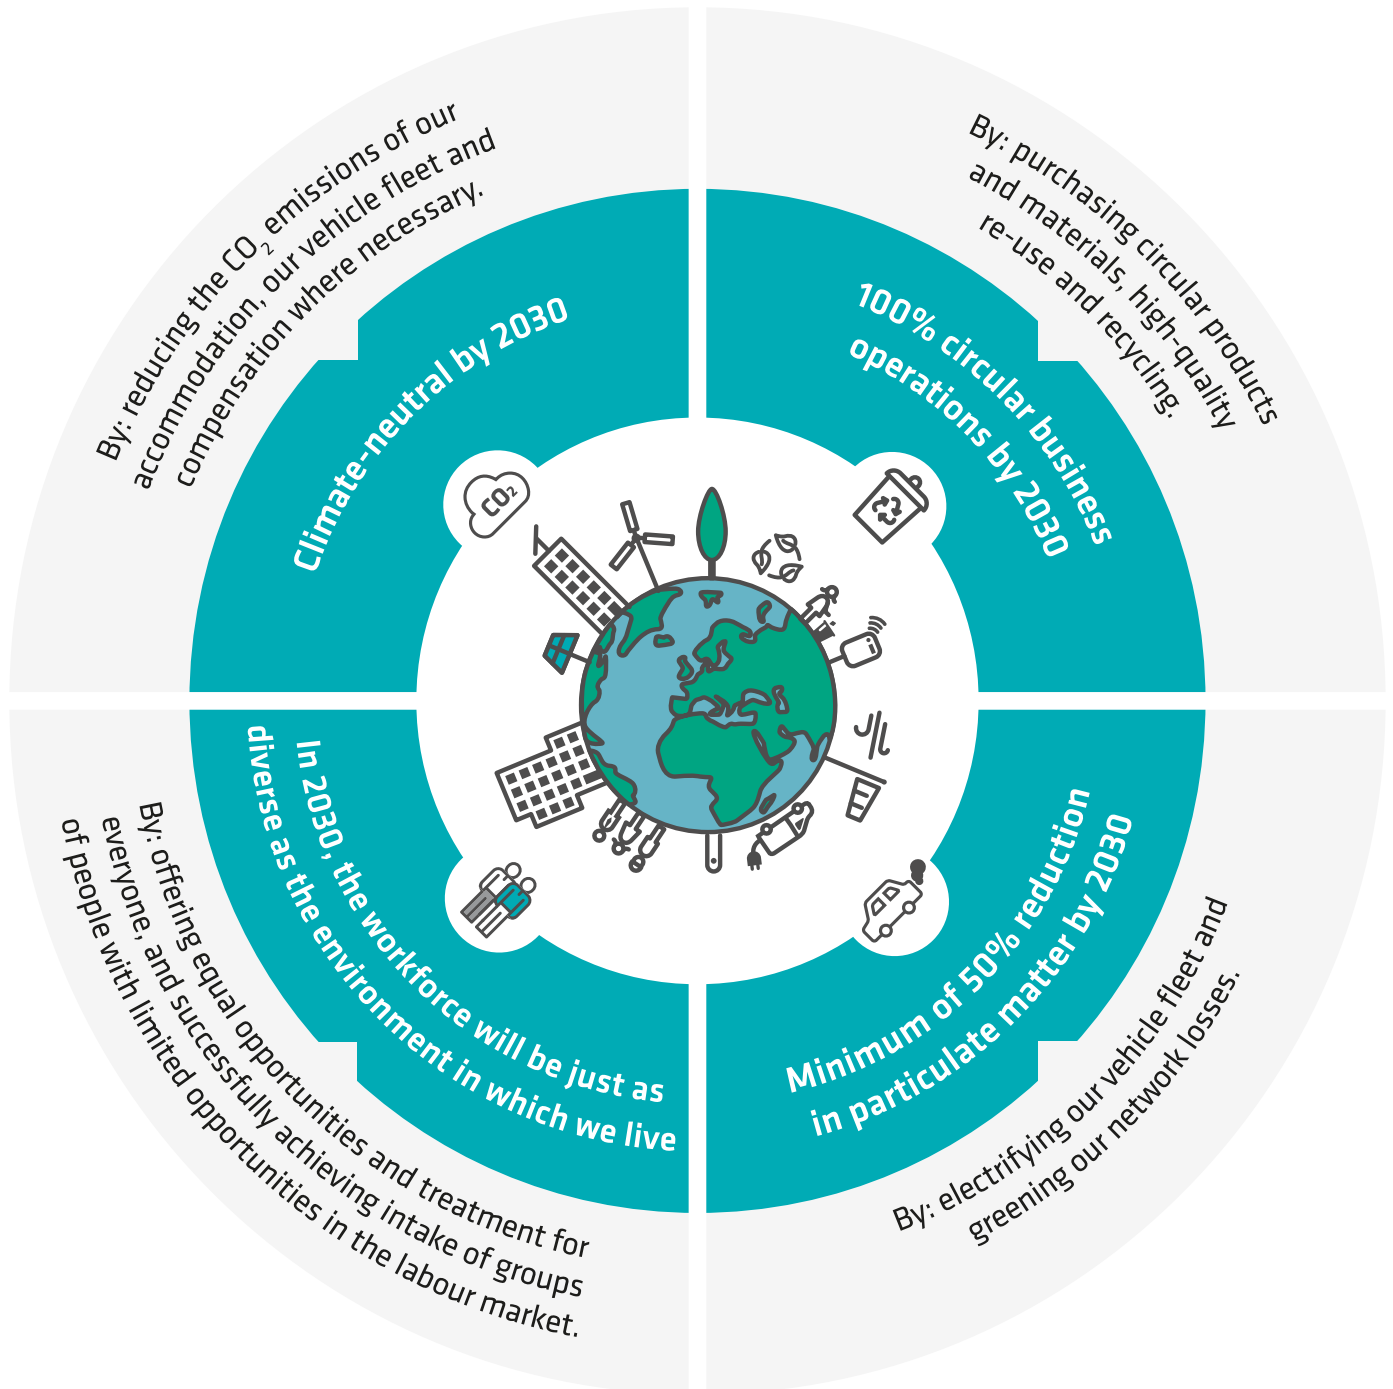 By: reducing the CO₂ emissions of our
accommodation, our vehicle fleet and
compensation where necessary.
Climate-neutral by 2030
CO₂
By: purchasing circular products
and materials, high-quality
re-use and recycling.
100% circular business
operations by 2030
In 2030, the workforce will be just as
diverse as the environment in which we live
By: offering equal opportunities and treatment for
everyone, and successfully achieving intake of groups
of people with limited opportunities in the labour market.
Minimum of 50% reduction
in particulate matter by 2030
By: electrifying our vehicle fleet and
greening our network losses.